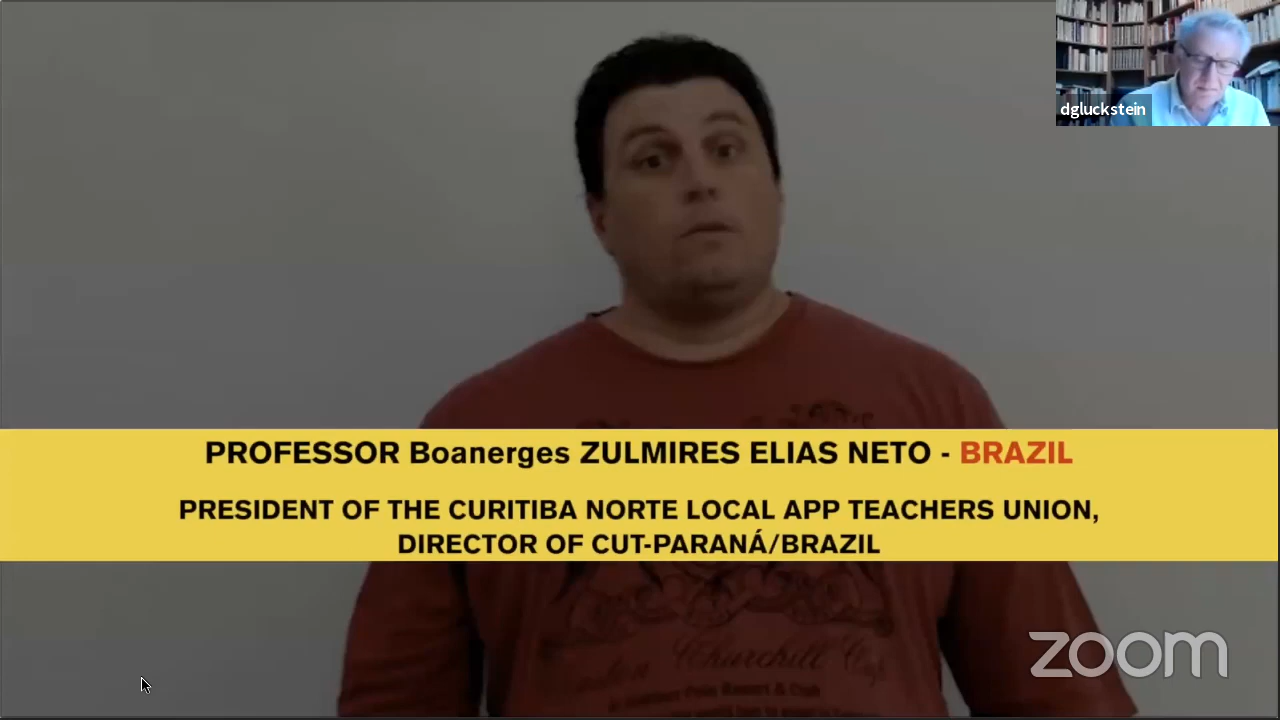 dgluckstein
PROFESSOR Boanerges ZULMIRES ELIAS NETO - BRAZIL
PRESIDENT OF THE CURITIBA NORTE LOCAL APP TEACHERS UNION,
DIRECTOR OF CUT-PARANÁ/BRAZIL
Churchill
zoom